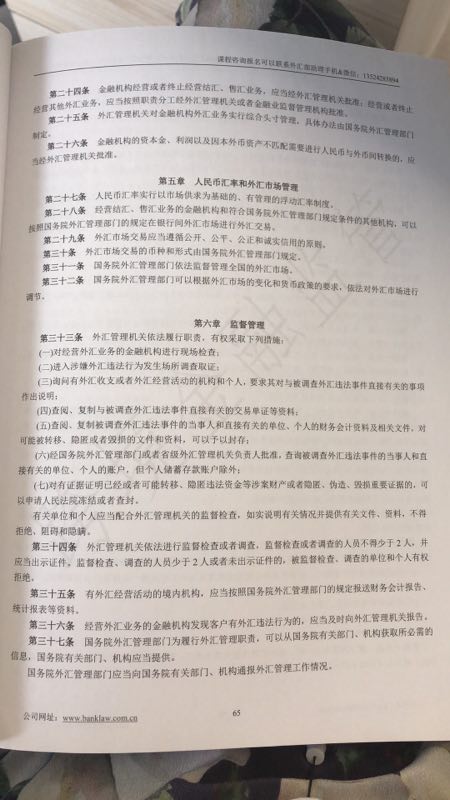 课程咨询报名可以联系外汇部助理手机&微信：13524283894
第二十四条 金融机构经营或者终止经营结汇、售汇业务，应当经外汇管理机关批准；经营或者终止
经营其他外汇业务，应当按照职责分工经外汇管理机关或者金融业监督管理机构批准。
第二十五条 外汇管理机关对金融机构外汇业务实行综合头寸管理，具体办法由国务院外汇管理部门
制定。
第二十六条 金融机构的资本金、利润以及因本外币资产不匹配需要进行人民币与外币间转换的，应
当经外汇管理机关批准。
第五章 人民币汇率和外汇市场管理
第二十七条 人民币汇率实行以市场供求为基础的、有管理的浮动汇率制度。
第二十八条 经营结汇、售汇业务的金融机构和符合国务院外汇管理部门规定条件的其他机构，可以
按照国务院外汇管理部门的规定在银行间外汇市场进行外汇交易。
第二十九条 外汇市场交易应当遵循公开、公平、公正和诚实信用的原则。
第三十条 外汇市场交易的币种和形式由国务院外汇管理部门规定。
第三十一条 国务院外汇管理部门依法监督管理全国的外汇市场。
第三十二条 国务院外汇管理部门可以根据外汇市场的变化和货币政策的要求，依法对外汇市场进行
调节。
第六章 监督管理
第三十三条 外汇管理机关依法履行职责，有权采取下列措施：
(一)对经营外汇业务的金融机构进行现场检查；
(二)进入涉嫌外汇违法行为发生场所调查取证；
(三)询问有外汇收支或者外汇经营活动的机构和个人，要求其对与被调查外汇违法事件直接有关的事项
作出说明；
(四)查阅、复制与被调查外汇违法事件直接有关的交易单证等资料；
(五)查阅、复制被调查外汇违法事件的当事人和直接有关的单位、个人的财务会计资料及相关文件，对
可能被转移、隐匿或者毁损的文件和资料，可以予以封存；
(六)经国务院外汇管理部门或者省级外汇管理机关负责人批准，查询被调查外汇违法事件的当事人和直
接有关的单位、个人的账户，但个人储蓄存款账户除外；
(七)对有证据证明已经或者可能转移、隐匿违法资金等涉案财产或者隐匿、伪造、毁损重要证据的，可
以申请人民法院冻结或者查封。
有关单位和个人应当配合外汇管理机关的监督检查，如实说明有关情况并提供有关文件、资料，不得
拒绝、阻碍和隐瞒。
第三十四条 外汇管理机关依法进行监督检查或者调查，监督检查或者调查的人员不得少于 2 人，并
应当出示证件。监督检查、调查的人员少于 2 人或者未出示证件的，被监督检查、调查的单位和个人有权
拒绝。
第三十五条 有外汇经营活动的境内机构，应当按照国务院外汇管理部门的规定报送财务会计报告、
统计报表等资料。
第三十六条 经营外汇业务的金融机构发现客户有外汇违法行为的，应当及时向外汇管理机关报告。
第三十七条 国务院外汇管理部门为履行外汇管理职责，可以从国务院有关部门、机构获取所必需的
信息，国务院有关部门、机构应当提供。
国务院外汇管理部门应当向国务院有关部门、机构通报外汇管理工作情况。
公司网址：www.banklaw.com.cn
65